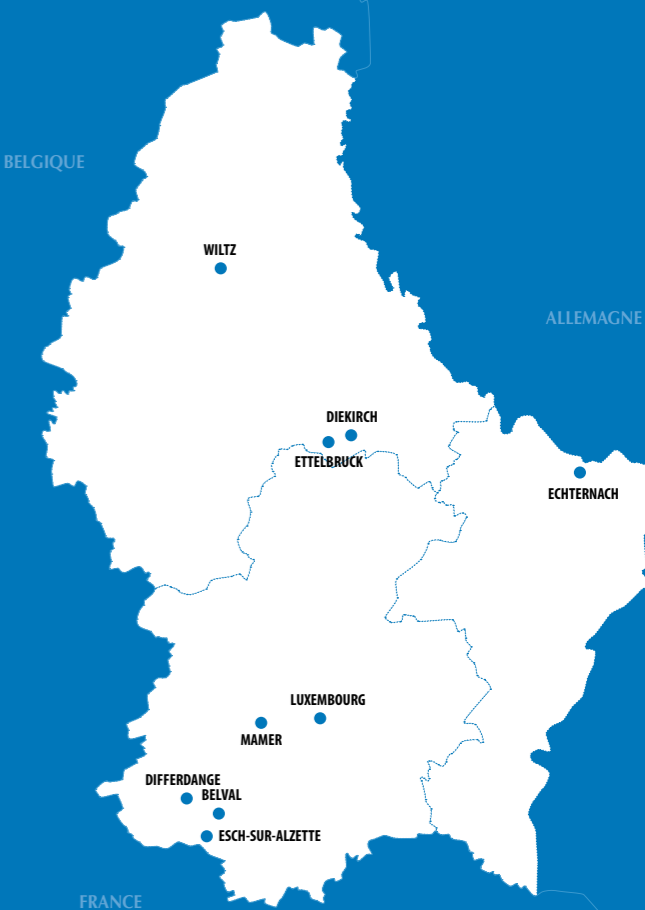 BELGIQUE
WILTZ
ALLEMAGNE
DIEKIRCH
ETTELBRUCK
ECHTERNACH
LUXEMBOURG
MAMER
DIFFERDANGE
BELVAL
ESCH-SUR-ALZETTE
FRANCE